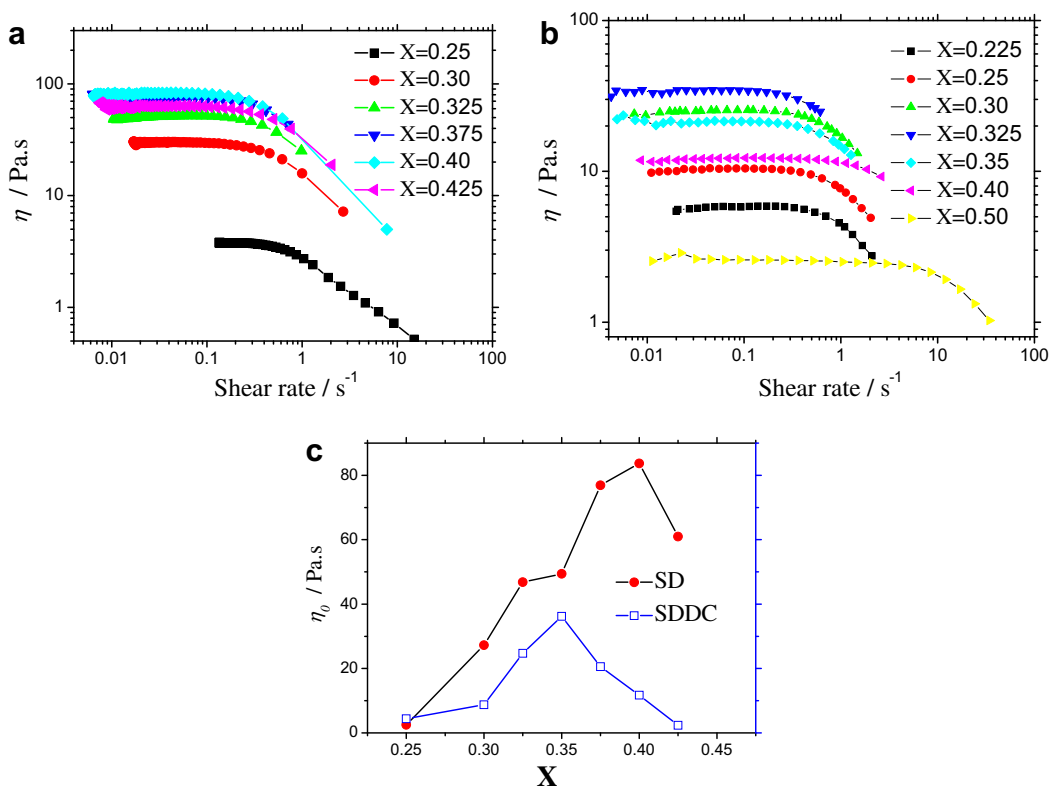 a
100
10
1
η / Pa.s
0.01 0.1 1 10 100
Shear rate / s⁻¹
X=0.25
X=0.30
X=0.325
X=0.375
X=0.40
X=0.425
b
100
10
1
η / Pa.s
0.01 0.1 1 10 100
Shear rate / s⁻¹
X=0.225
X=0.25
X=0.30
X=0.325
X=0.35
X=0.40
X=0.50
c
80
60
40
20
0
η₀ / Pa.s
0.25 0.30 0.35 0.40 0.45
X
SD
SDDC